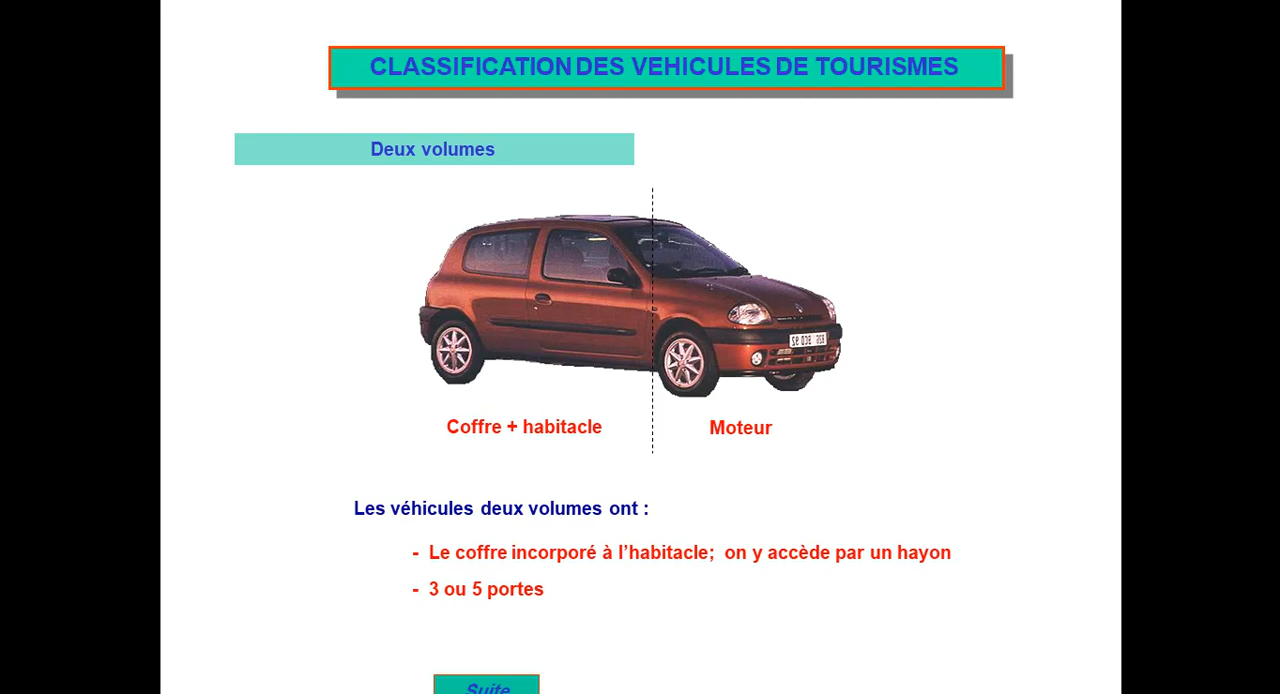 CLASSIFICATION DES VEHICULES DE TOURISMES
Deux volumes
Coffre + habitacle
Moteur
Les véhicules deux volumes ont :
- Le coffre incorporé à l’habitacle; on y accède par un hayon
- 3 ou 5 portes
Suite